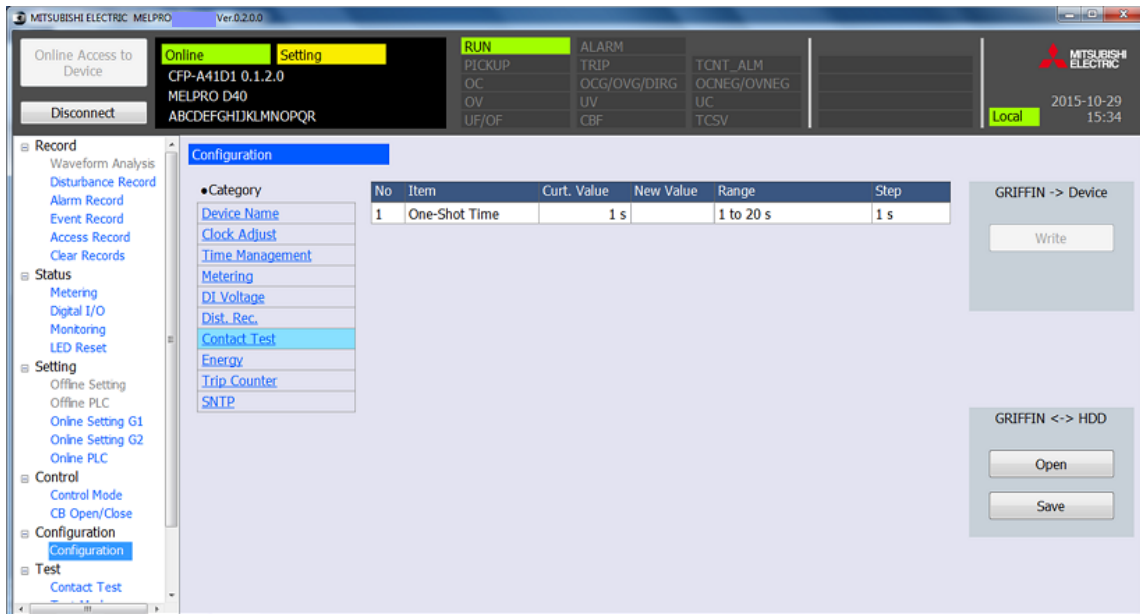 MITSUBISHI ELECTRIC MELPRO Ver.0.2.0.0
Online Access to
Device
Disconnect
Online Setting
CFP-A41D1 0.1.2.0
MELPRO D40
ABCDEFGHIJKLMNOPQR
RUN ALARM
PICKUP TRIP TCNT_ALM
OC OCG/OVG/DIRG OCNEG/OVNEG
OV UV UC
UF/OF CBF TCSV
MITSUBISHI
ELECTRIC
2015-10-29
Local 15:34
Record
Waveform Analysis
Disturbance Record
Alarm Record
Event Record
Access Record
Clear Records
Status
Metering
Digital I/O
Monitoring
LED Reset
Setting
Offline Setting
Offline PLC
Online Setting G1
Online Setting G2
Online PLC
Control
Control Mode
CB Open/Close
Configuration
Configuration
Test
Contact Test
Configuration
●Category
Device Name
Clock Adjust
Time Management
Metering
DI Voltage
Dist. Rec.
Contact Test
Energy
Trip Counter
SNTP
No Item Curt. Value New Value Range Step
1 One-Shot Time 1 s 1 to 20 s 1 s
GRIFFIN -> Device
Write
GRIFFIN <-> HDD
Open
Save